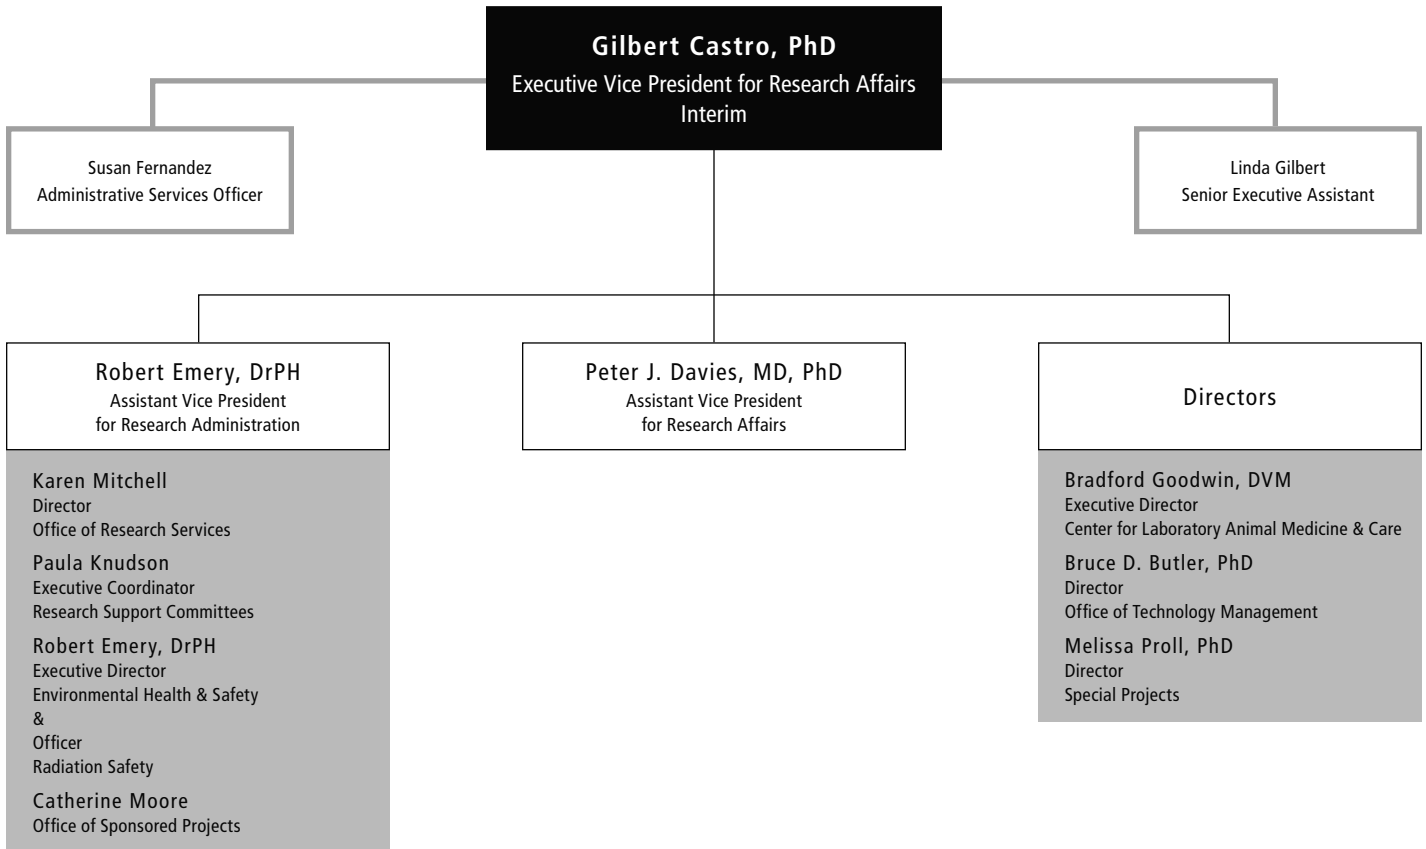 Gilbert Castro, PhD
Executive Vice President for Research Affairs
Interim
Susan Fernandez
Administrative Services Officer
Linda Gilbert
Senior Executive Assistant
Robert Emery, DrPH
Assistant Vice President
for Research Administration
Karen Mitchell
Director
Office of Research Services
Paula Knudson
Executive Coordinator
Research Support Committees
Robert Emery, DrPH
Executive Director
Environmental Health & Safety
&
Officer
Radiation Safety
Catherine Moore
Office of Sponsored Projects
Peter J. Davies, MD, PhD
Assistant Vice President
for Research Affairs
Directors
Bradford Goodwin, DVM
Executive Director
Center for Laboratory Animal Medicine & Care
Bruce D. Butler, PhD
Director
Office of Technology Management
Melissa Proll, PhD
Director
Special Projects